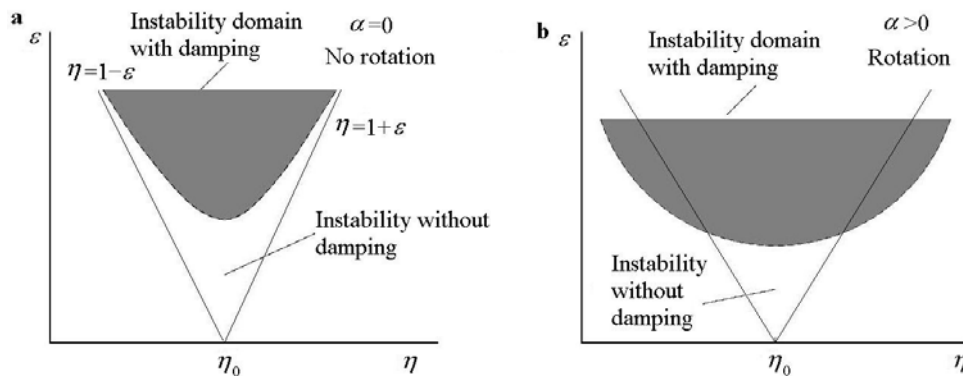 a
ε
Instability domain
with damping
α=0
No rotation
η=1−ε
η=1+ε
Instability without
damping
η₀
η
b
ε
Instability domain
with damping
α>0
Rotation
Instability
without
damping
η₀
η